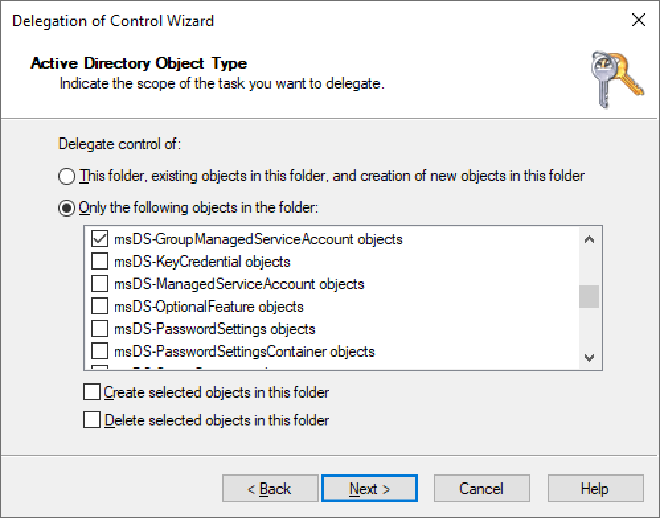 Delegation of Control Wizard
Active Directory Object Type
Indicate the scope of the task you want to delegate.
Delegate control of:
This folder, existing objects in this folder, and creation of new objects in this folder
Only the following objects in the folder:
msDS-GroupManagedServiceAccount objects
msDS-KeyCredential objects
msDS-ManagedServiceAccount objects
msDS-OptionalFeature objects
msDS-PasswordSettings objects
msDS-PasswordSettingsContainer objects
Create selected objects in this folder
Delete selected objects in this folder
< Back Next > Cancel Help